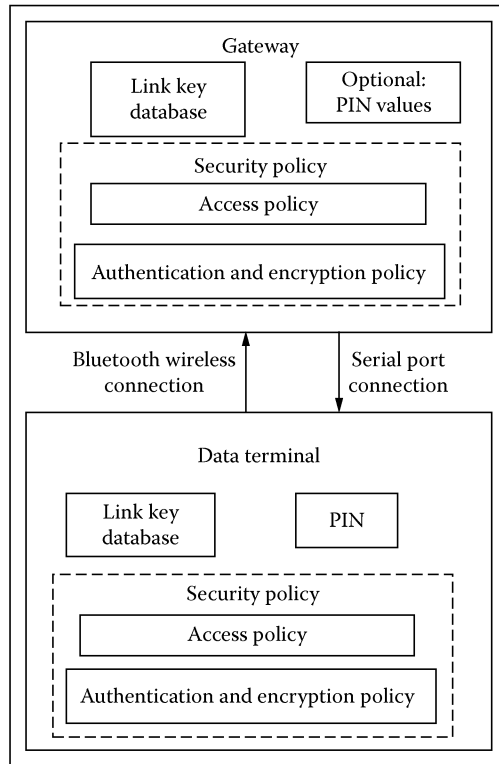 Gateway
Link key
database
Optional:
PIN values
Security policy
Access policy
Authentication and encryption policy
Bluetooth wireless
connection
Serial port
connection
Data terminal
Link key
database
PIN
Security policy
Access policy
Authentication and encryption policy